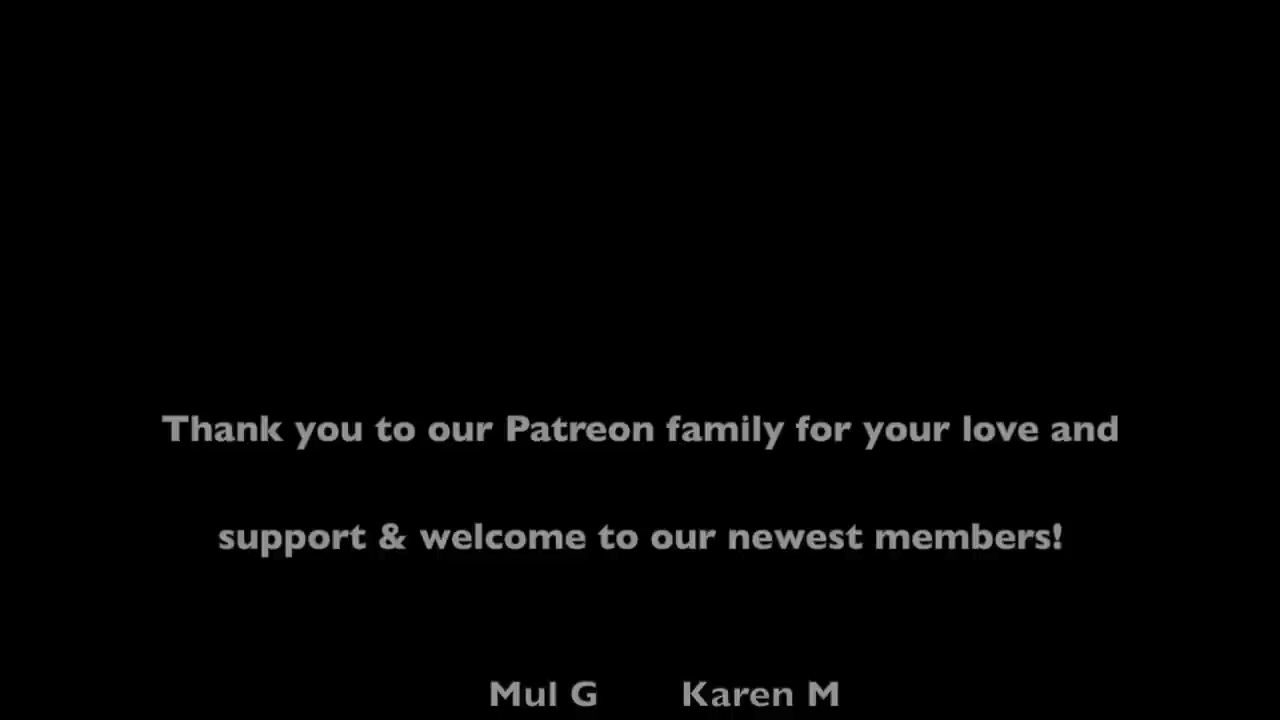 Thank you to our Patreon family for your love and
support & welcome to our newest members!
Mul G Karen M